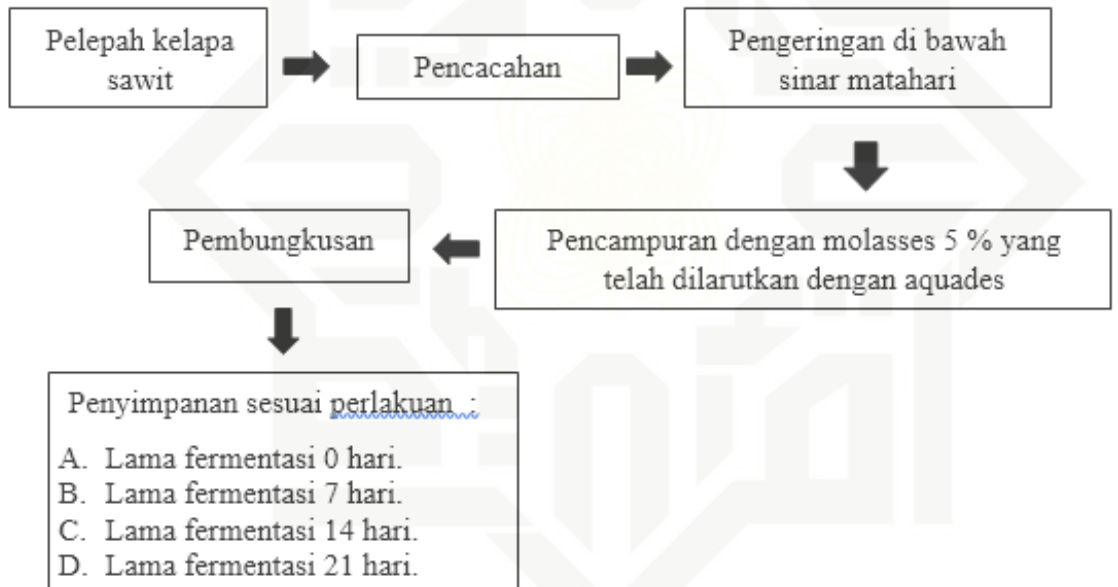 Pelepah kelapa
sawit
Pencacahan
Pengeringan di bawah
sinar matahari
Pencampuran dengan molasses 5 % yang
telah dilarutkan dengan aquades
Pembungkusan
Penyimpanan sesuai perlakuan :
A. Lama fermentasi 0 hari.
B. Lama fermentasi 7 hari.
C. Lama fermentasi 14 hari.
D. Lama fermentasi 21 hari.